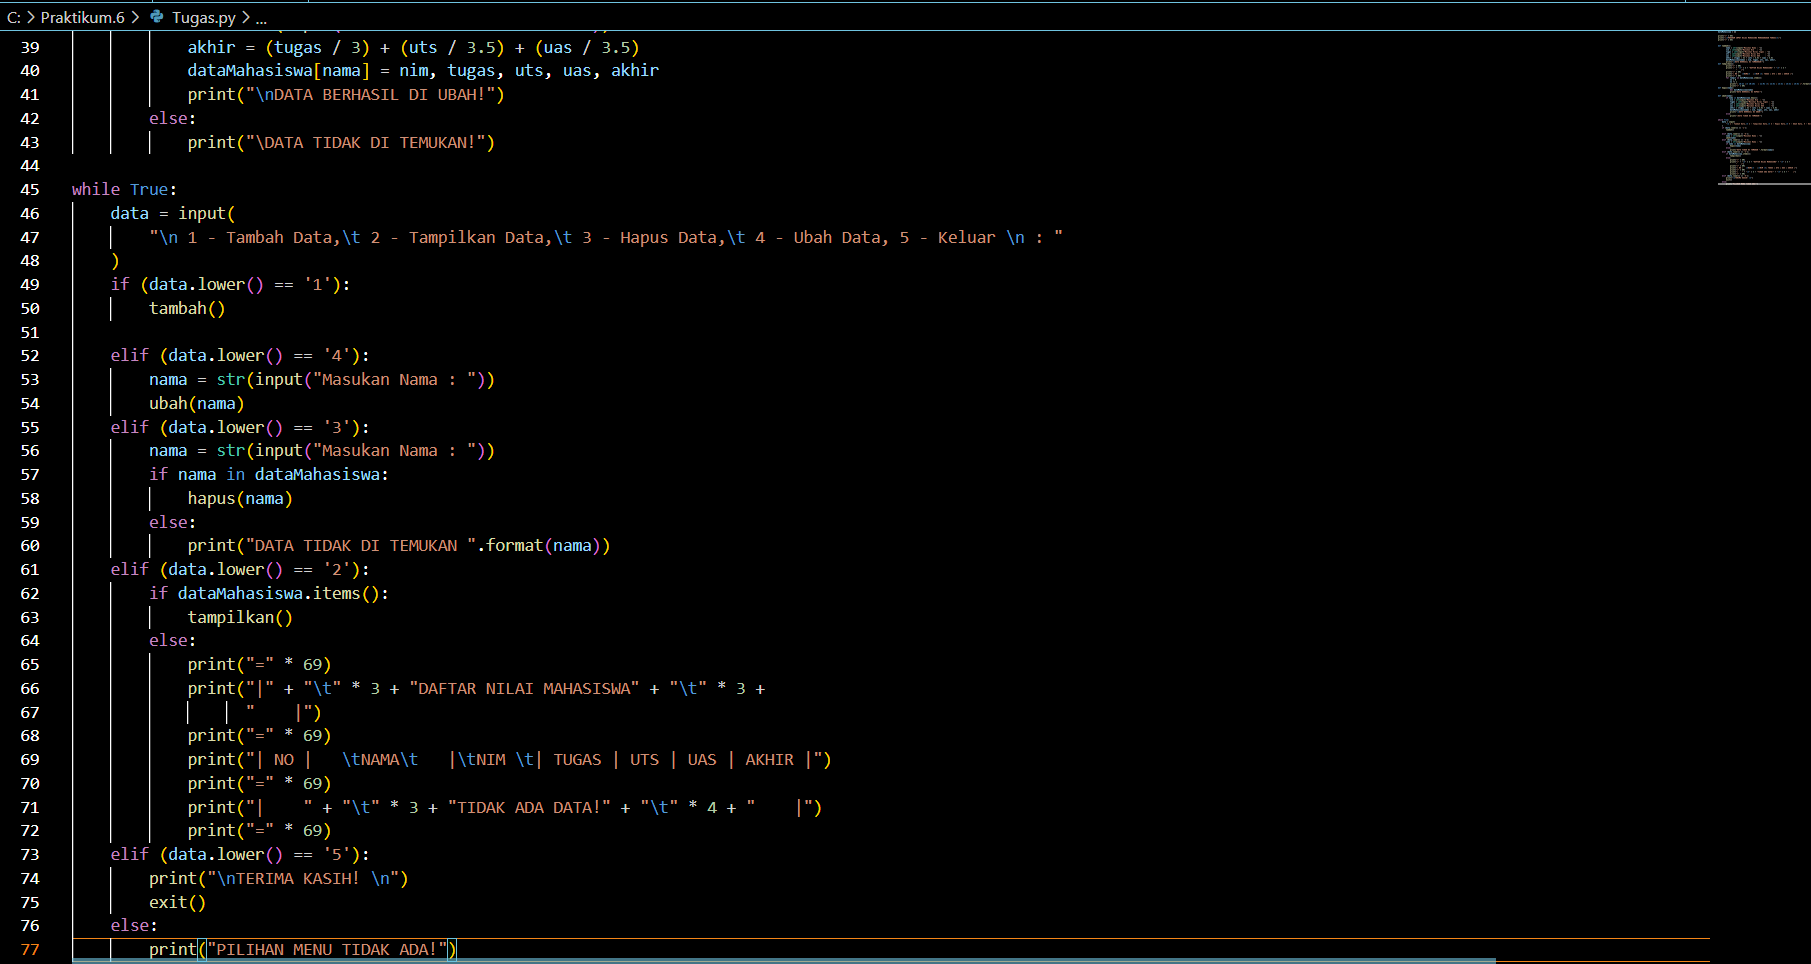 C: > Praktikum.6 > Tugas.py > ...
39 akhir = (tugas / 3) + (uts / 3.5) + (uas / 3.5)
40 dataMahasiswa[nama] = nim, tugas, uts, uas, akhir
41 print("\nDATA BERHASIL DI UBAH!")
42 else:
43 print("\DATA TIDAK DI TEMUKAN!")
44
45 while True:
46 data = input(
47 "\n 1 - Tambah Data,\t 2 - Tampilkan Data,\t 3 - Hapus Data,\t 4 - Ubah Data, 5 - Keluar \n : "
48 )
49 if (data.lower() == '1'):
50 tambah()
51
52 elif (data.lower() == '4'):
53 nama = str(input("Masukan Nama : "))
54 ubah(nama)
55 elif (data.lower() == '3'):
56 nama = str(input("Masukan Nama : "))
57 if nama in dataMahasiswa:
58 hapus(nama)
59 else:
60 print("DATA TIDAK DI TEMUKAN ".format(nama))
61 elif (data.lower() == '2'):
62 if dataMahasiswa.items():
63 tampilkan()
64 else:
65 print("=" * 69)
66 print("|" + "\t" * 3 + "DAFTAR NILAI MAHASISWA" + "\t" * 3 +
67 "    |")
68 print("=" * 69)
69 print("| NO |   \tNAMA\t   |\tNIM \t| TUGAS | UTS | UAS | AKHIR |")
70 print("=" * 69)
71 print("|    " + "\t" * 3 + "TIDAK ADA DATA!" + "\t" * 4 + "    |")
72 print("=" * 69)
73 elif (data.lower() == '5'):
74 print("\nTERIMA KASIH! \n")
75 exit()
76 else:
77 print("PILIHAN MENU TIDAK ADA!")